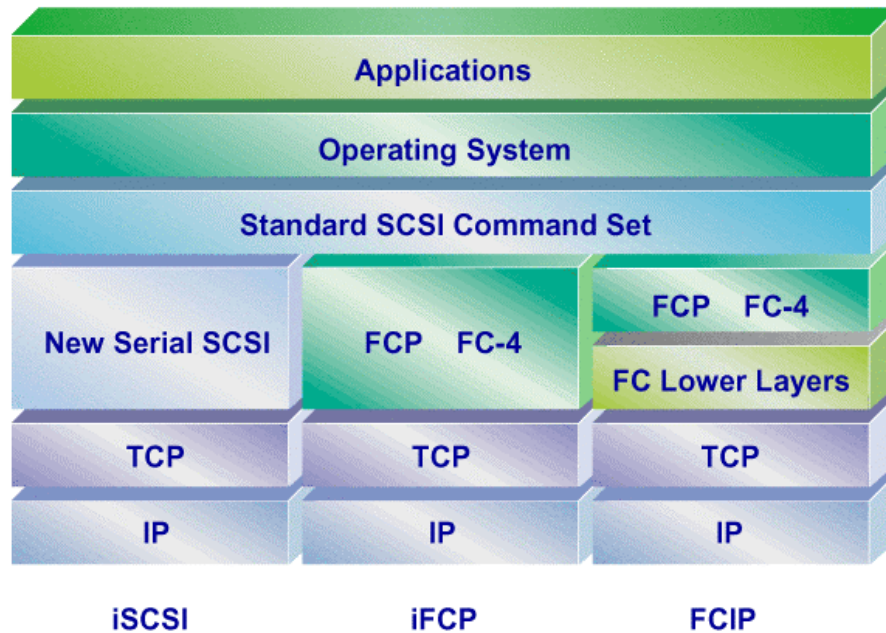 Applications
Operating System
Standard SCSI Command Set
New Serial SCSI
FCP FC-4
FCP FC-4
FC Lower Layers
TCP
TCP
TCP
IP
IP
IP
iSCSI
iFCP
FCIP